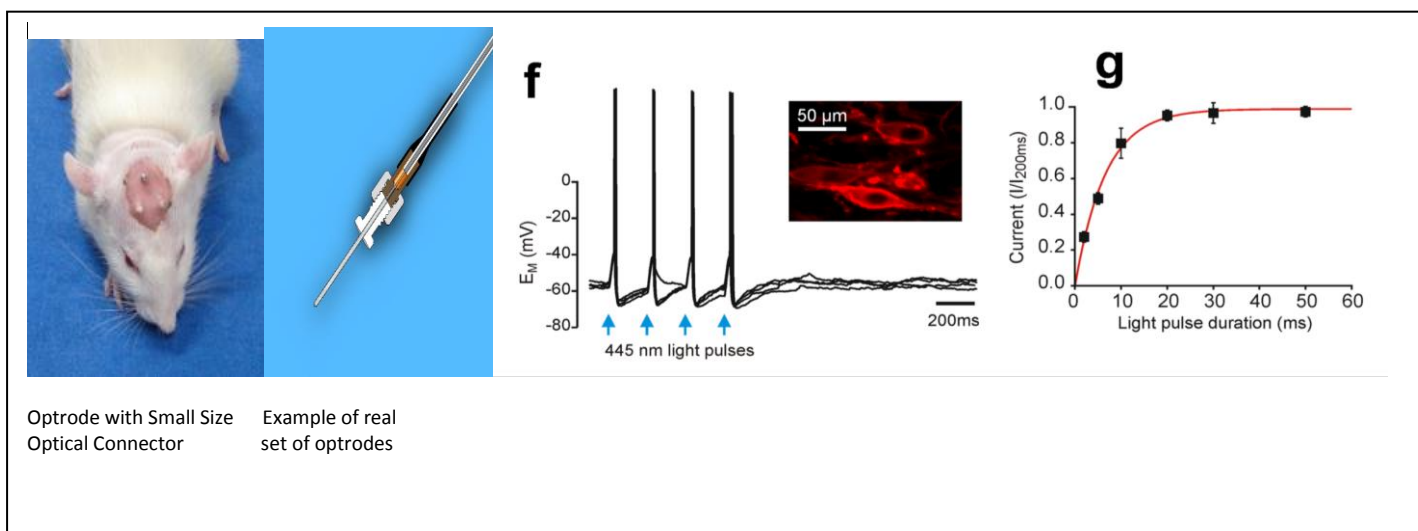 f
50 µm
0
-20
-40
-60
-80
E_M (mV)
200ms
445 nm light pulses
g
1.0
0.8
0.6
0.4
0.2
0.0
Current (I/I_200ms)
0 10 20 30 40 50 60
Light pulse duration (ms)
Optrode with Small Size
Optical Connector
Example of real
set of optrodes